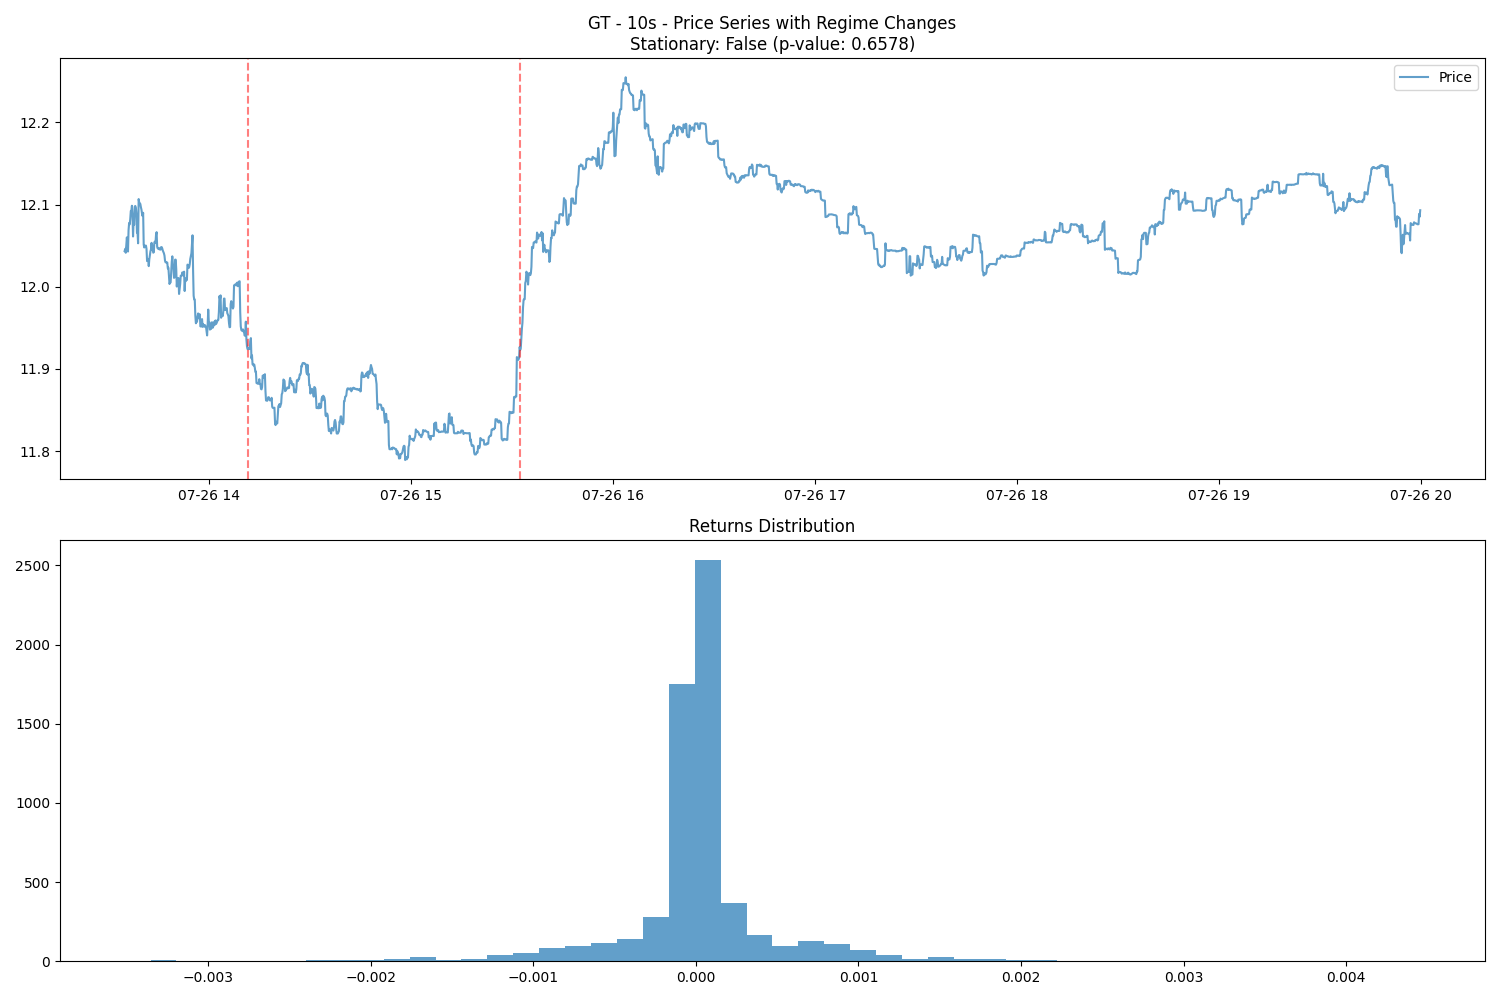 GT - 10s - Price Series with Regime Changes
Stationary: False (p-value: 0.6578)
Price
12.2
12.1
12.0
11.9
11.8
07-26 14 07-26 15 07-26 16 07-26 17 07-26 18 07-26 19 07-26 20
Returns Distribution
2500
2000
1500
1000
500
0
−0.003 −0.002 −0.001 0.000 0.001 0.002 0.003 0.004